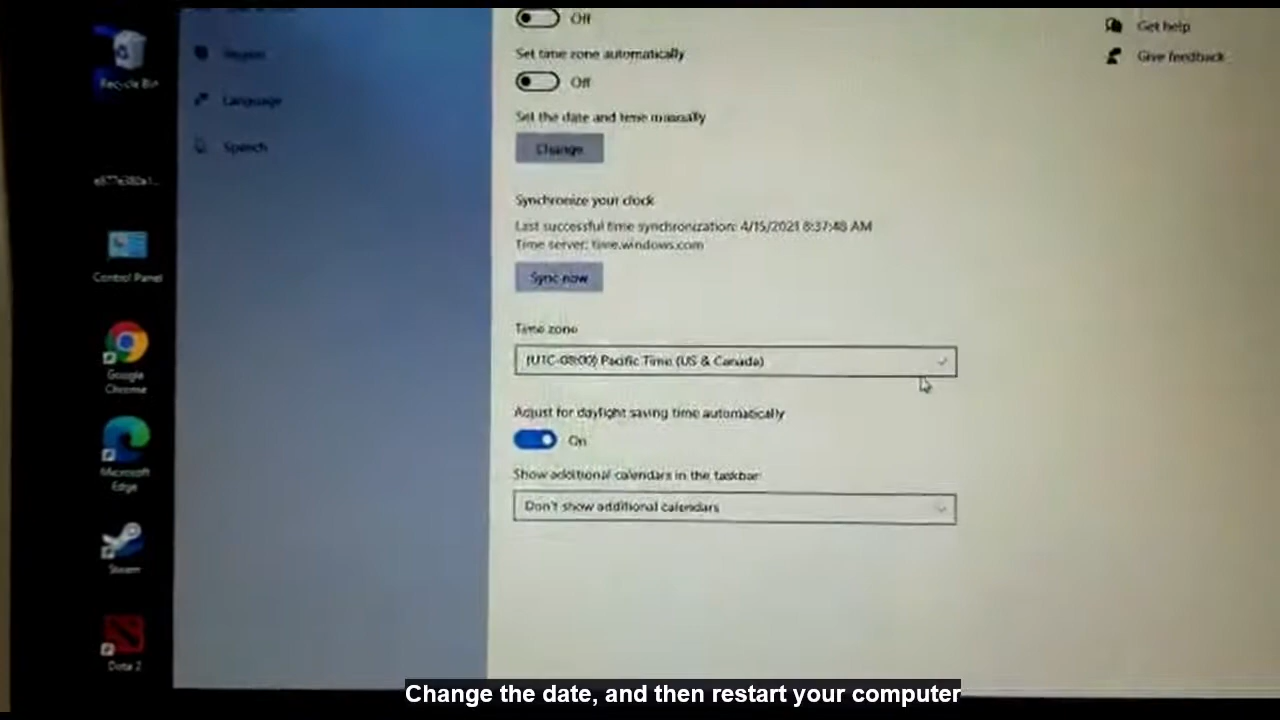 Off
Get help
Set time zone automatically
Give feedback
Off
Region
Recycle Bin
Language
Set the date and time manually
Change
Speech
Synchronize your clock
Last successful time synchronization: 4/15/2021 8:37:48 AM
Time server: time.windows.com
Control Panel
Sync now
Time zone
(UTC-08:00) Pacific Time (US & Canada)
Google
Chrome
Adjust for daylight saving time automatically
On
Microsoft
Edge
Show additional calendars in the taskbar
Don't show additional calendars
Steam
Dota 2
Change the date, and then restart your computer